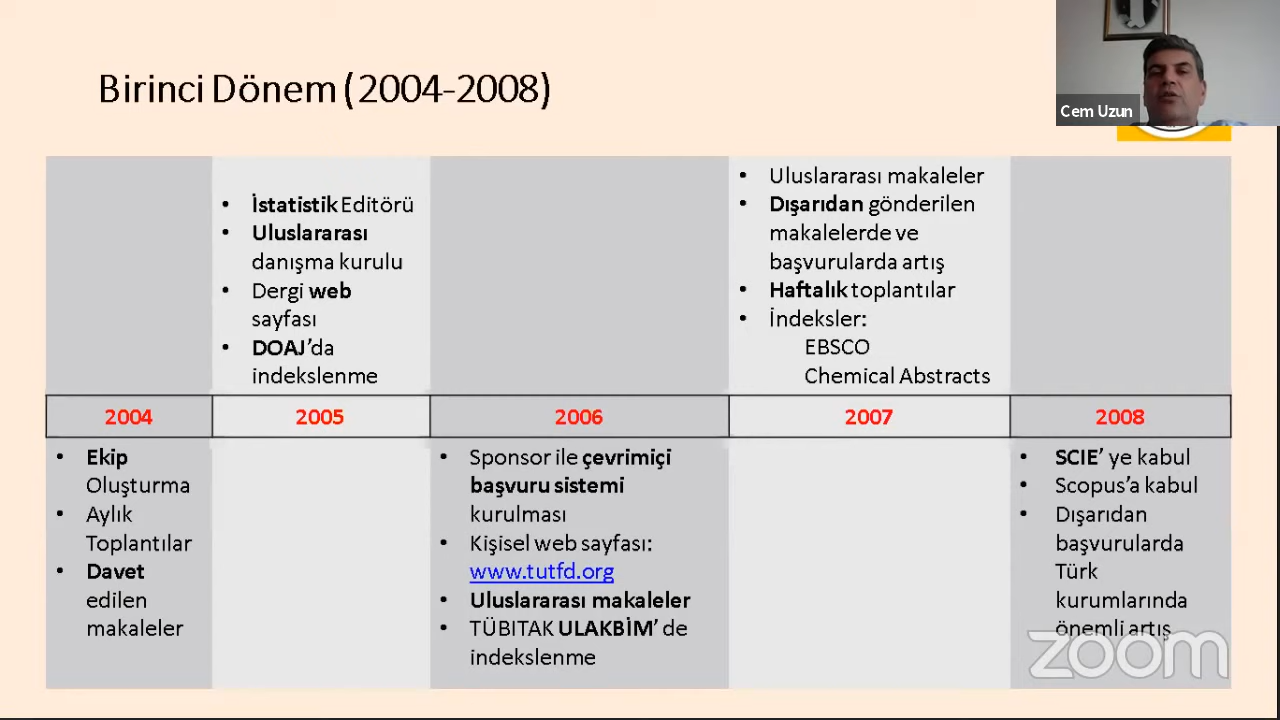 Birinci Dönem (2004-2008)
Cem Uzun
• İstatistik Editörü
• Uluslararası
danışma kurulu
• Dergi web
sayfası
• DOAJ’da
indekslenme
• Uluslararası makaleler
• Dışarıdan gönderilen
makalelerde ve
başvurularda artış
• Haftalık toplantılar
• İndeksler:
EBSCO
Chemical Abstracts
2004
2005
2006
2007
2008
• Ekip
Oluşturma
• Aylık
Toplantılar
• Davet
edilen
makaleler
• Sponsor ile çevrimiçi
başvuru sistemi
kurulması
• Kişisel web sayfası:
www.tutfd.org
• Uluslararası makaleler
• TÜBITAK ULAKBİM’ de
indekslenme
• SCIE’ ye kabul
• Scopus’a kabul
• Dışarıdan
başvurularda
Türk
kurumlarında
önemli artış
zoom